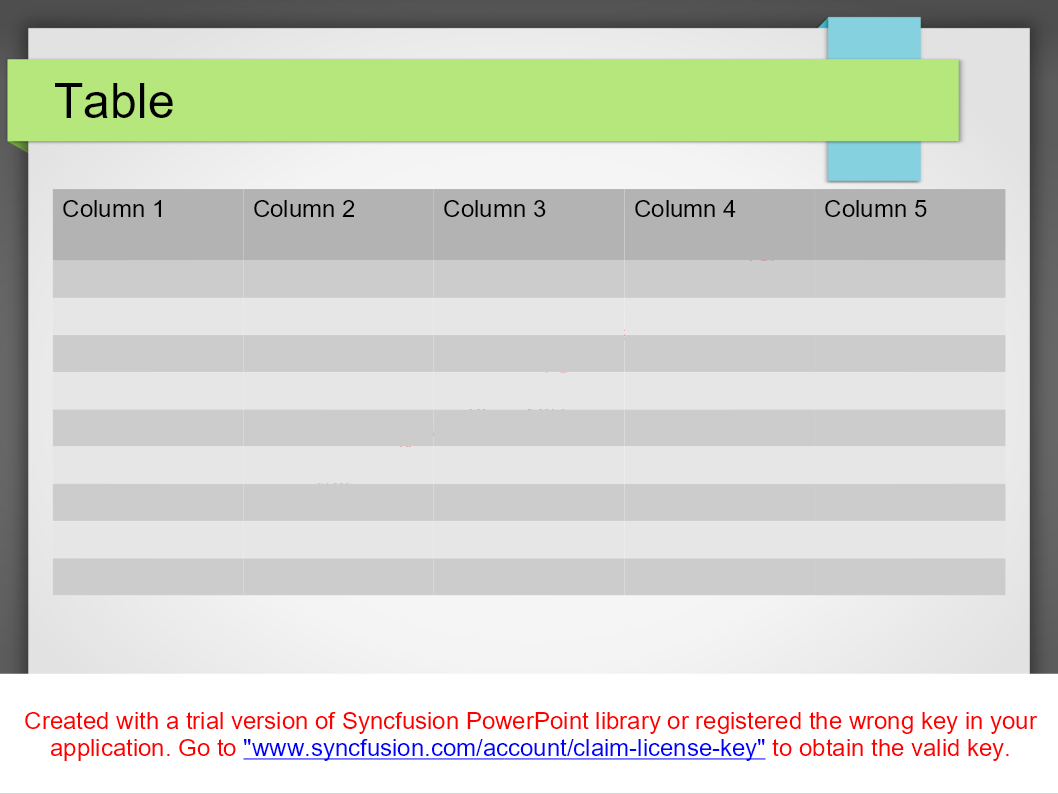 Table
Column 1 Column 2 Column 3 Column 4 Column 5
Created with a trial version of Syncfusion PowerPoint library or registered the wrong key in your
application. Go to "www.syncfusion.com/account/claim-license-key" to obtain the valid key.